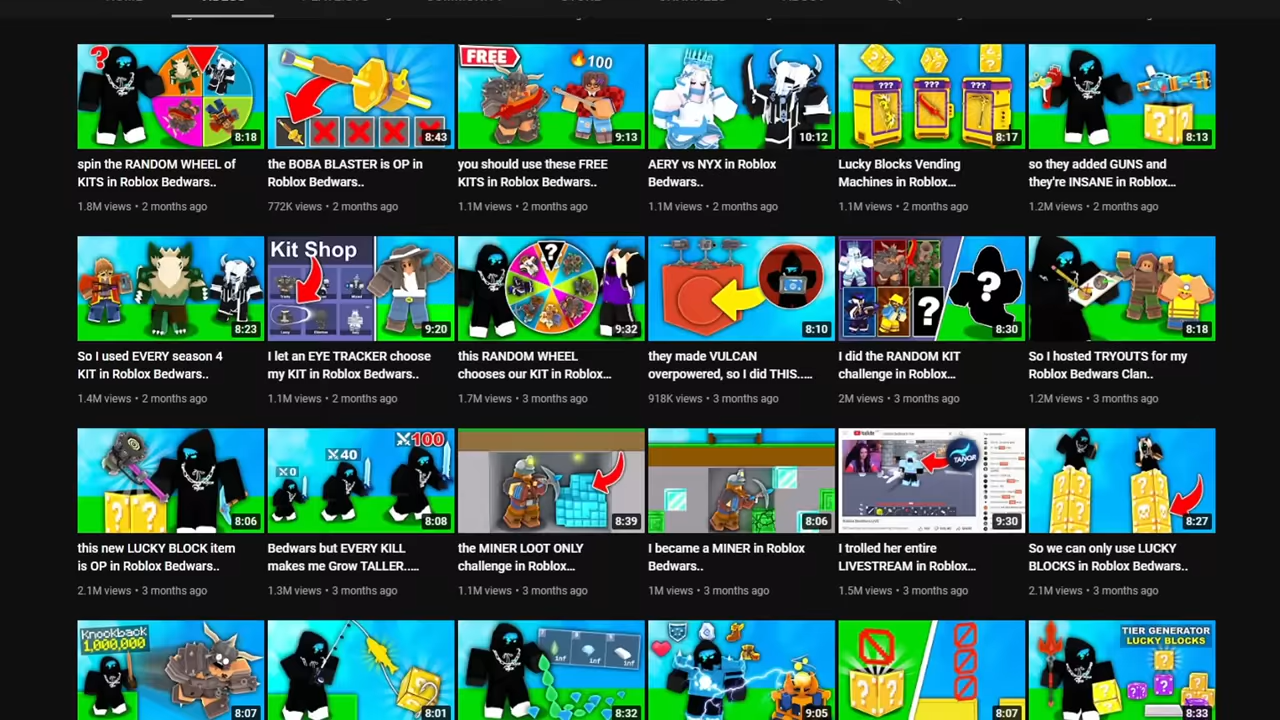 HOME VIDEOS PLAYLISTS COMMUNITY STORE CHANNELS ABOUT
?
8:18
8:43
FREE
100
9:13
10:12
??? ??? ???
8:17
?
8:13
spin the RANDOM WHEEL of
KITS in Roblox Bedwars..
1.8M views • 2 months ago
the BOBA BLASTER is OP in
Roblox Bedwars..
772K views • 2 months ago
you should use these FREE
KITS in Roblox Bedwars..
1.1M views • 2 months ago
AERY vs NYX in Roblox
Bedwars..
1.1M views • 2 months ago
Lucky Blocks Vending
Machines in Roblox...
1.1M views • 2 months ago
so they added GUNS and
they're INSANE in Roblox...
1.2M views • 2 months ago
8:23
Kit Shop
9:20
?
9:32
8:10
? ?
8:30
8:18
So I used EVERY season 4
KIT in Roblox Bedwars..
1.4M views • 2 months ago
I let an EYE TRACKER choose
my KIT in Roblox Bedwars..
1.1M views • 2 months ago
this RANDOM WHEEL
chooses our KIT in Roblox...
1.7M views • 3 months ago
they made VULCAN
overpowered, so I did THIS.....
918K views • 3 months ago
I did the RANDOM KIT
challenge in Roblox...
2M views • 3 months ago
So I hosted TRYOUTS for my
Roblox Bedwars Clan..
1.2M views • 3 months ago
? ?
8:06
x0
x40
x100
8:08
8:39
8:06
TANQR
9:30
8:27
this new LUCKY BLOCK item
is OP in Roblox Bedwars..
2.1M views • 3 months ago
Bedwars but EVERY KILL
makes me Grow TALLER.....
1.3M views • 3 months ago
the MINER LOOT ONLY
challenge in Roblox...
1.1M views • 3 months ago
I became a MINER in Roblox
Bedwars..
1M views • 3 months ago
I trolled her entire
LIVESTREAM in Roblox...
1.5M views • 3 months ago
So we can only use LUCKY
BLOCKS in Roblox Bedwars..
2.1M views • 3 months ago
Knockback
1,000,000
8:07
?
8:01
inf inf inf
8:32
9:05
? ?
8:07
TIER GENERATOR
LUCKY BLOCKS
8:33